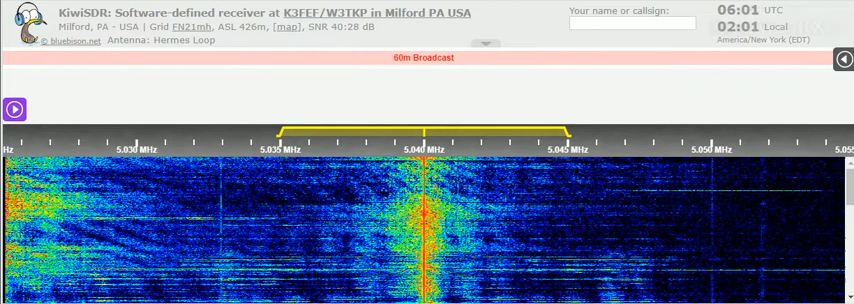 KiwiSDR: Software-defined receiver at K3FEF/W3TKP in Milford PA USA
Milford, PA - USA | Grid FN21mh, ASL 426m, [map], SNR 40:28 dB
© bluebison.net Antenna: Hermes Loop
Your name or callsign:
06:01 UTC
02:01 Local
America/New York (EDT)
60m Broadcast
Hz 5.030 MHz 5.035 MHz 5.040 MHz 5.045 MHz 5.050 MHz 5.055